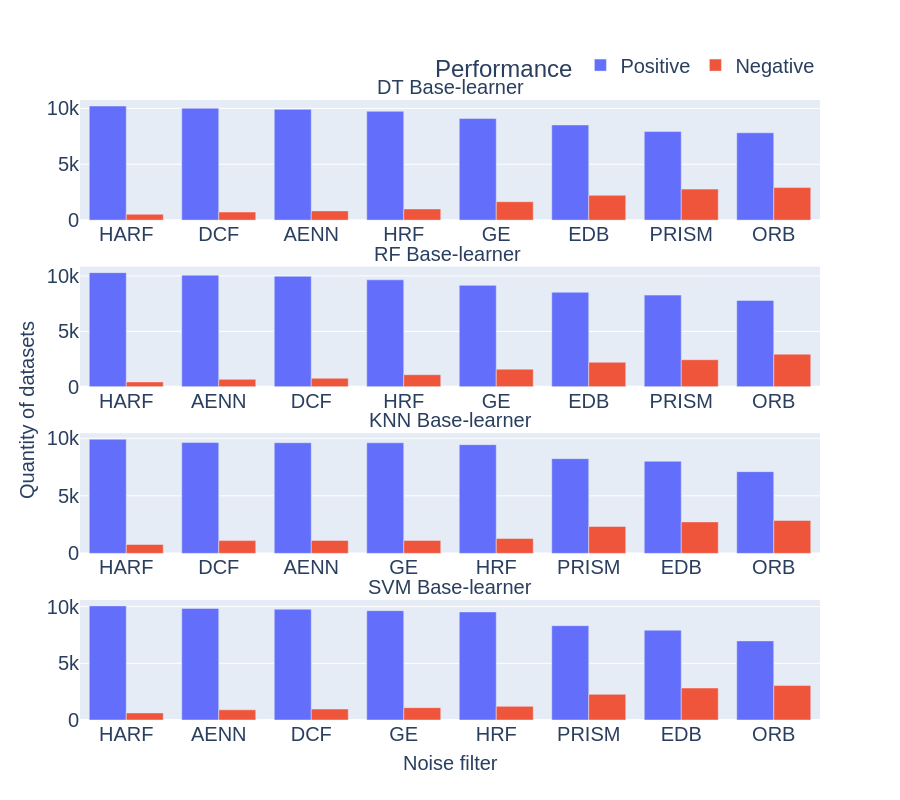 Performance Positive Negative
DT Base-learner
10k
5k
0
HARF DCF AENN HRF GE EDB PRISM ORB
RF Base-learner
10k
5k
0
HARF AENN DCF HRF GE EDB PRISM ORB
KNN Base-learner
10k
5k
0
HARF DCF AENN GE HRF PRISM EDB ORB
SVM Base-learner
10k
5k
0
HARF AENN DCF GE HRF PRISM EDB ORB
Noise filter
Quantity of datasets